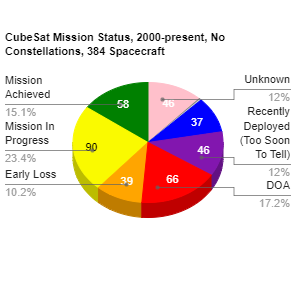 CubeSat Mission Status, 2000-present, No
Constellations, 384 Spacecraft
Mission
Achieved
15.1%
Mission In
Progress
23.4%
Early Loss
10.2%
Unknown
12%
Recently
Deployed
(Too Soon
To Tell)
12%
DOA
17.2%
58
46
37
46
66
39
90